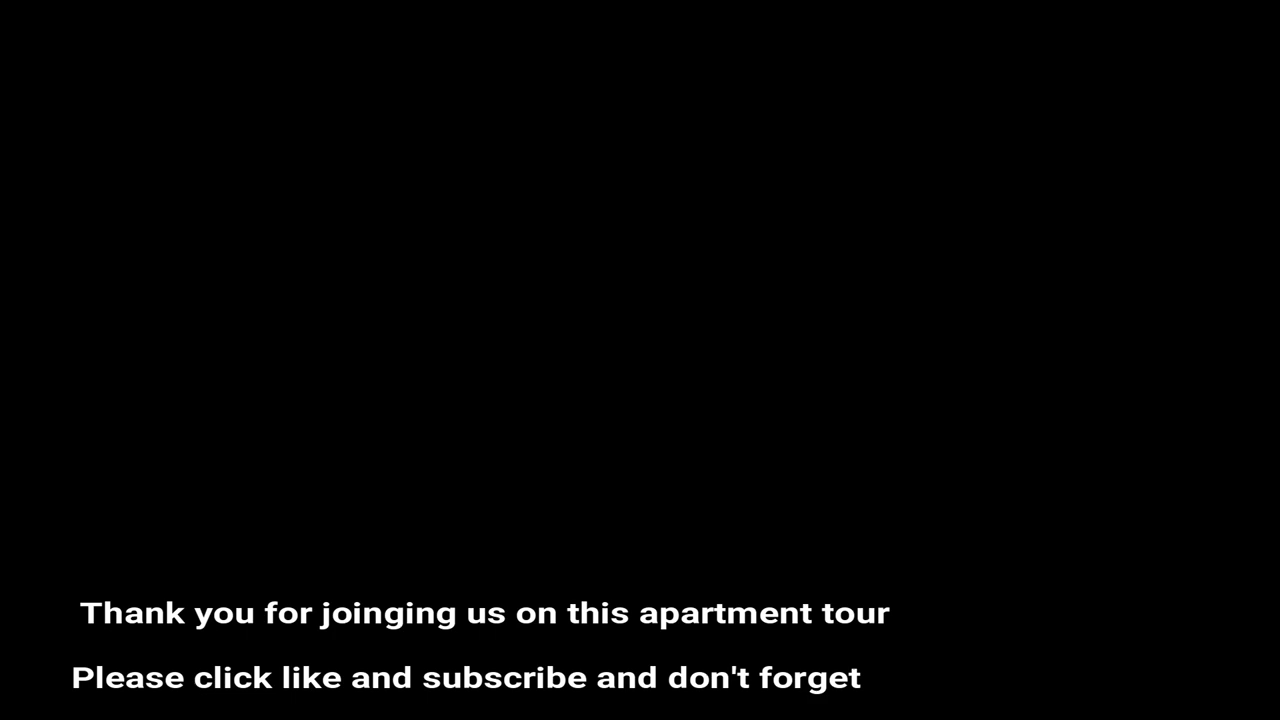 Thank you for joinging us on this apartment tour
Please click like and subscribe and don't forget